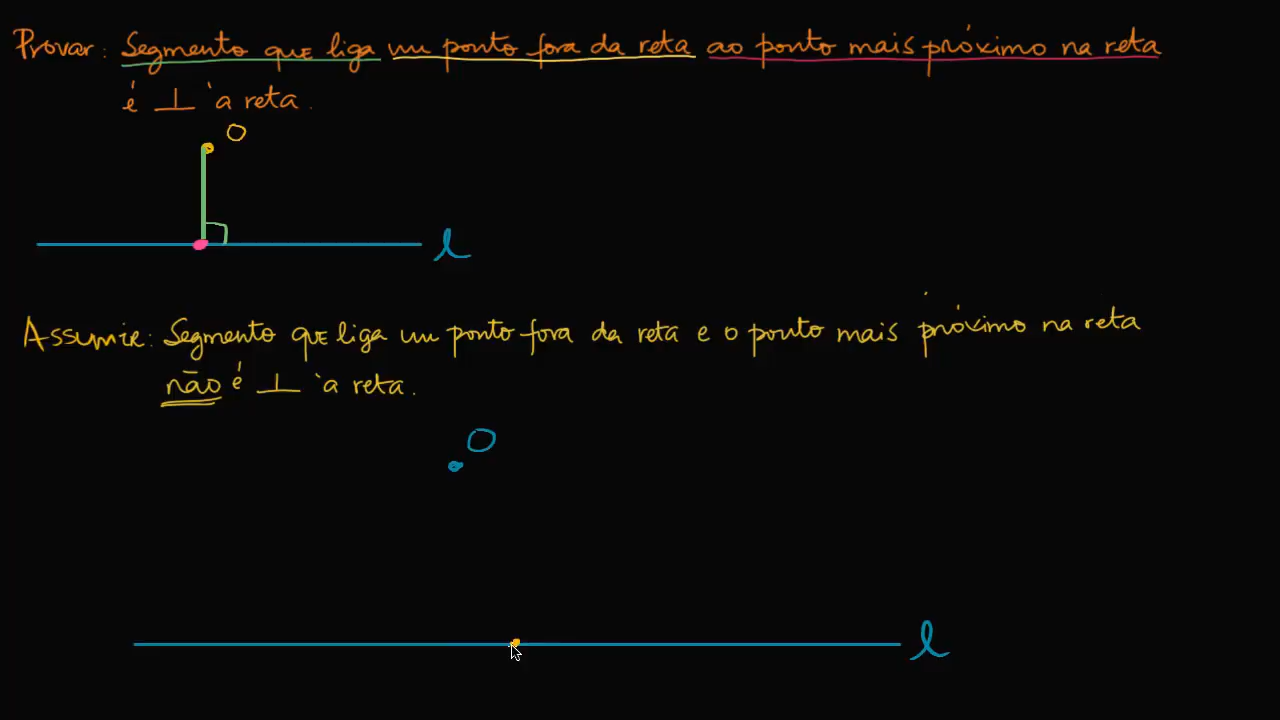 Provar: Segmento que liga um ponto fora da reta ao ponto mais próximo na reta
é ⊥ à reta.
O
l
Assumir: Segmento que liga um ponto fora da reta e o ponto mais próximo na reta
não é ⊥ à reta.
O
l